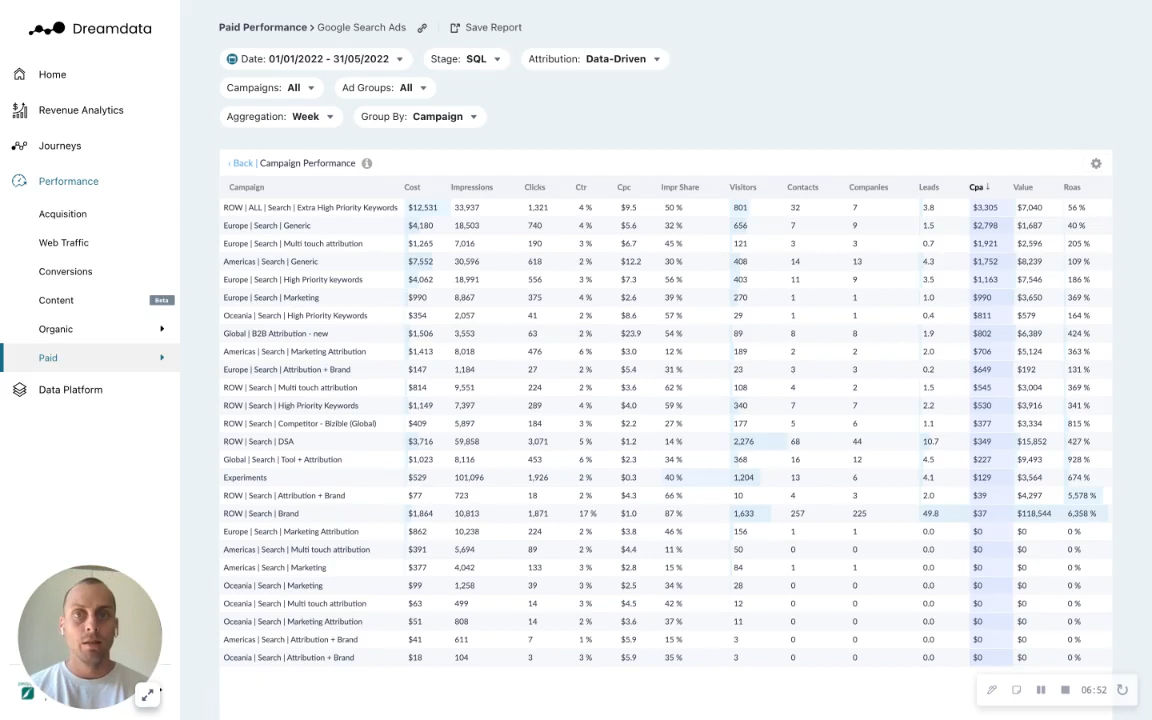 Dreamdata
Home
Revenue Analytics
Journeys
Performance
Acquisition
Web Traffic
Conversions
Content Beta
Organic
Paid
Data Platform
Paid Performance > Google Search Ads Save Report
Date: 01/01/2022 - 31/05/2022 Stage: SQL Attribution: Data-Driven
Campaigns: All Ad Groups: All
Aggregation: Week Group By: Campaign
‹ Back | Campaign Performance
Campaign Cost Impressions Clicks Ctr Cpc Impr Share Visitors Contacts Companies Leads Cpa ↓ Value Roas
ROW | ALL | Search | Extra High Priority Keywords $12,531 33,937 1,321 4 % $9.5 50 % 801 32 7 3.8 $3,305 $7,040 56 %
Europe | Search | Generic $4,180 18,503 740 4 % $5.6 32 % 656 7 9 1.5 $2,798 $1,687 40 %
Europe | Search | Multi touch attribution $1,265 7,016 190 3 % $6.7 45 % 121 3 3 0.7 $1,921 $2,596 205 %
Americas | Search | Generic $7,552 30,596 618 2 % $12.2 30 % 408 14 13 4.3 $1,752 $8,239 109 %
Europe | Search | High Priority keywords $4,062 18,991 556 3 % $7.3 56 % 403 11 9 3.5 $1,163 $7,546 186 %
Europe | Search | Marketing $990 8,867 375 4 % $2.6 39 % 270 1 1 1.0 $990 $3,650 369 %
Oceania | Search | High Priority Keywords $354 2,057 41 2 % $8.6 57 % 29 1 1 0.4 $811 $579 164 %
Global | B2B Attribution - new $1,506 3,553 63 2 % $23.9 54 % 89 8 8 1.9 $802 $6,389 424 %
Americas | Search | Marketing Attribution $1,413 8,018 476 6 % $3.0 12 % 189 2 2 2.0 $706 $5,124 363 %
Europe | Search | Attribution + Brand $147 1,184 27 2 % $5.4 31 % 23 3 3 0.2 $649 $192 131 %
ROW | Search | Multi touch attribution $814 9,551 224 2 % $3.6 62 % 108 4 2 1.5 $545 $3,004 369 %
ROW | Search | High Priority Keywords $1,149 7,397 289 4 % $4.0 59 % 340 7 7 2.2 $530 $3,916 341 %
ROW | Search | Competitor - Bizible (Global) $409 5,897 184 3 % $2.2 27 % 177 5 6 1.1 $377 $3,334 815 %
ROW | Search | DSA $3,716 59,858 3,071 5 % $1.2 14 % 2,276 68 44 10.7 $349 $15,852 427 %
Global | Search | Tool + Attribution $1,023 8,116 453 6 % $2.3 34 % 368 16 12 4.5 $227 $9,493 928 %
Experiments $529 101,096 1,926 2 % $0.3 40 % 1,204 13 6 4.1 $129 $3,564 674 %
ROW | Search | Attribution + Brand $77 723 18 2 % $4.3 66 % 10 4 3 2.0 $39 $4,297 5,578 %
ROW | Search | Brand $1,864 10,813 1,871 17 % $1.0 87 % 1,633 257 225 49.8 $37 $118,544 6,358 %
Europe | Search | Marketing Attribution $862 10,238 224 2 % $3.8 46 % 156 1 1 0.0 $0 $0 0 %
Americas | Search | Multi touch attribution $391 5,694 89 2 % $4.4 11 % 50 0 0 0.0 $0 $0 0 %
Americas | Search | Marketing $377 4,042 133 3 % $2.8 15 % 84 1 1 0.0 $0 $0 0 %
Oceania | Search | Marketing $99 1,258 39 3 % $2.5 34 % 28 0 0 0.0 $0 $0 0 %
Oceania | Search | Multi touch attribution $63 499 14 3 % $4.5 42 % 12 0 0 0.0 $0 $0 0 %
Oceania | Search | Marketing Attribution $51 808 14 2 % $3.6 37 % 11 0 0 0.0 $0 $0 0 %
Americas | Search | Attribution + Brand $41 611 7 1 % $5.9 15 % 3 0 0 0.0 $0 $0 0 %
Oceania | Search | Attribution + Brand $18 104 3 3 % $5.9 35 % 3 0 0 0.0 $0 $0 0 %
06:52